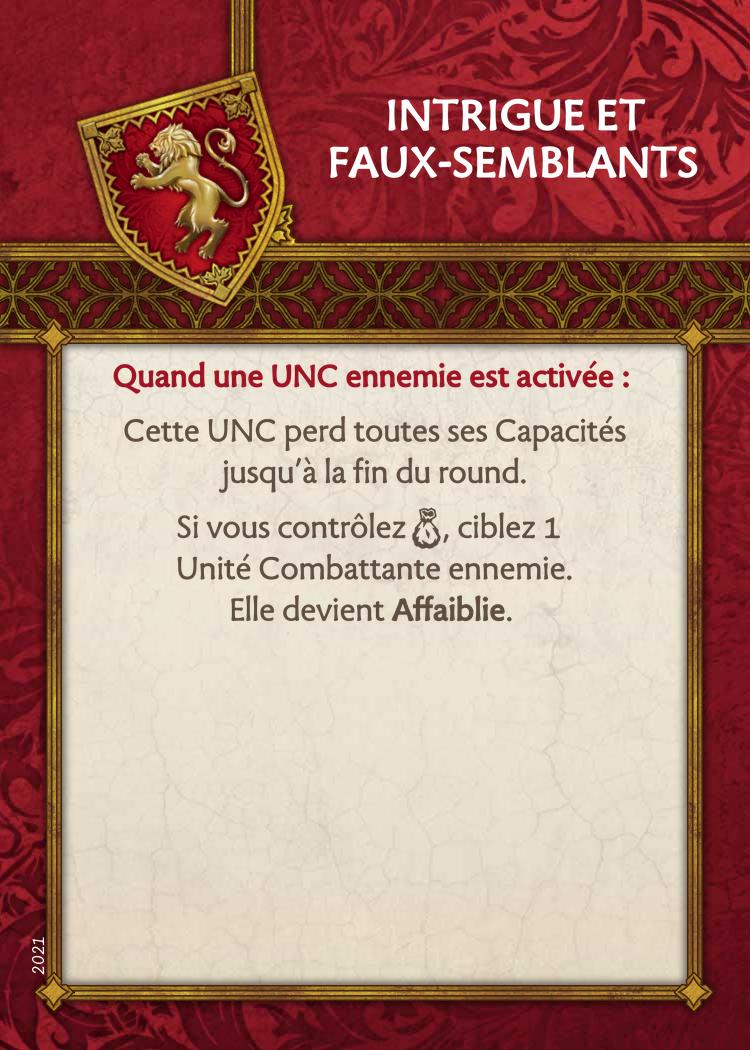 INTRIGUE ET
FAUX-SEMBLANTS
Quand une UNC ennemie est activée :
Cette UNC perd toutes ses Capacités
jusqu'à la fin du round.
Si vous contrôlez , ciblez 1
Unité Combattante ennemie.
Elle devient Affaiblie.
2021